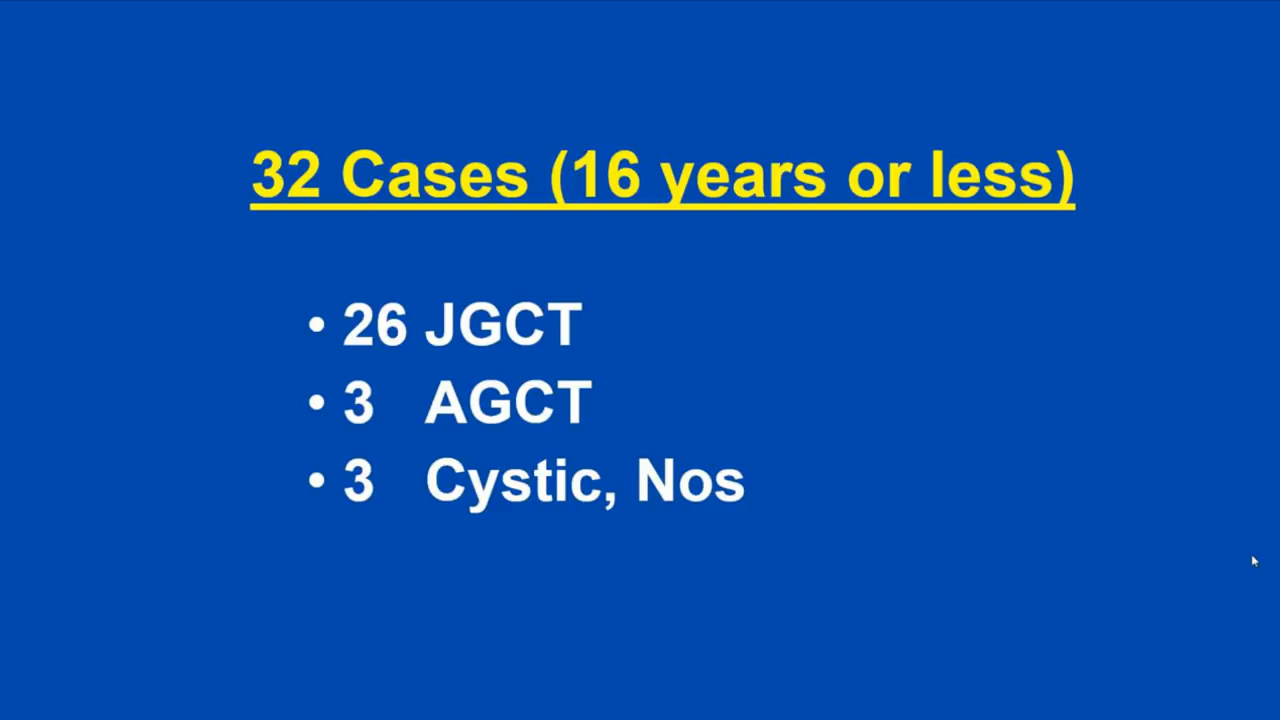 32 Cases (16 years or less)
• 26 JGCT
• 3 AGCT
• 3 Cystic, Nos